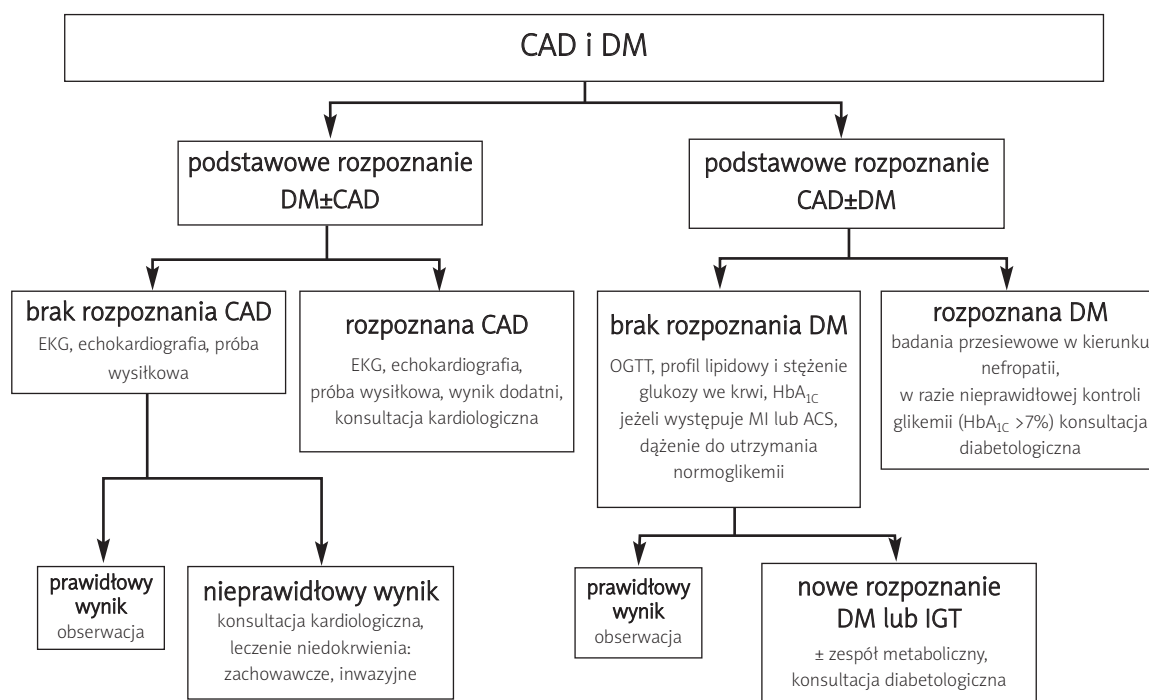 CAD i DM
podstawowe rozpoznanie
DM±CAD
podstawowe rozpoznanie
CAD±DM
brak rozpoznania CAD
EKG, echokardiografia, próba
wysiłkowa
rozpoznana CAD
EKG, echokardiografia,
próba wysiłkowa, wynik dodatni,
konsultacja kardiologiczna
brak rozpoznania DM
OGTT, profil lipidowy i stężenie
glukozy we krwi, HbA1C
jeżeli występuje MI lub ACS,
dążenie do utrzymania
normoglikemii
rozpoznana DM
badania przesiewowe w kierunku
nefropatii,
w razie nieprawidłowej kontroli
glikemii (HbA1C >7%) konsultacja
diabetologiczna
prawidłowy
wynik
obserwacja
nieprawidłowy wynik
konsultacja kardiologiczna,
leczenie niedokrwienia:
zachowawcze, inwazyjne
prawidłowy
wynik
obserwacja
nowe rozpoznanie
DM lub IGT
± zespół metaboliczny,
konsultacja diabetologiczna